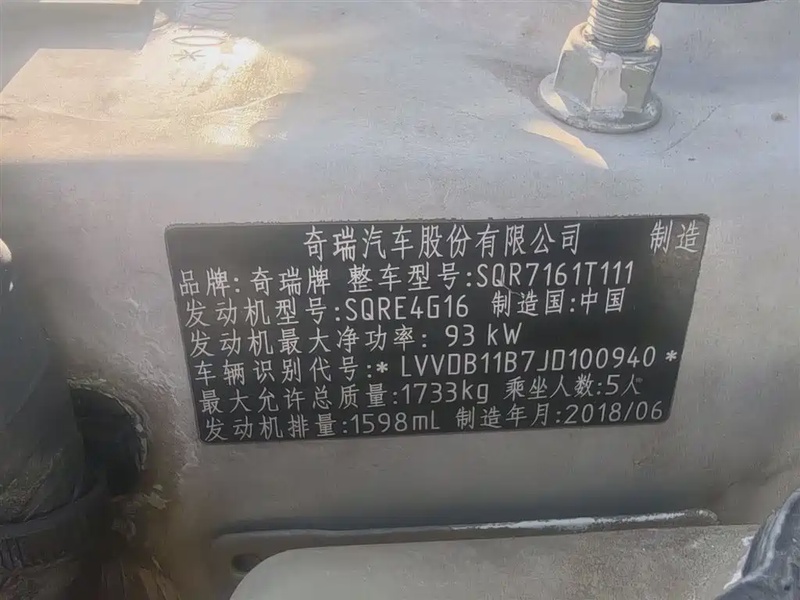 奇瑞汽车股份有限公司 制造
品牌:奇瑞牌 整车型号:SQR7161T111
发动机型号:SQRE4G16 制造国:中国
发动机最大净功率: 93 kW
车辆识别代号:* LVVDB11B7JD100940 *
最大允许总质量:1733kg 乘坐人数:5人
发动机排量:1598mL 制造年月:2018/06